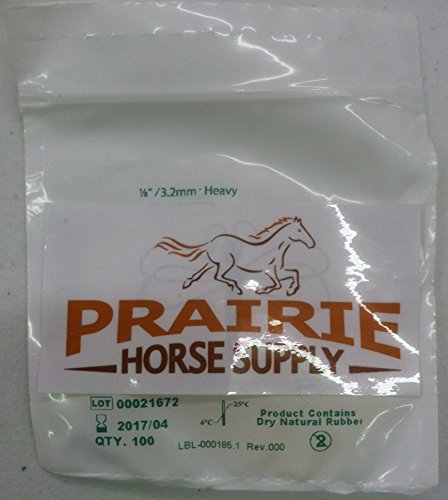 ⅛"/3.2mm Heavy
PRAIRIE
HORSE SUPPLY
LOT 00021672
2017/04
QTY. 100
6°C
25°C
Product Contains
Dry Natural Rubber
2
LBL-000185.1 Rev.000